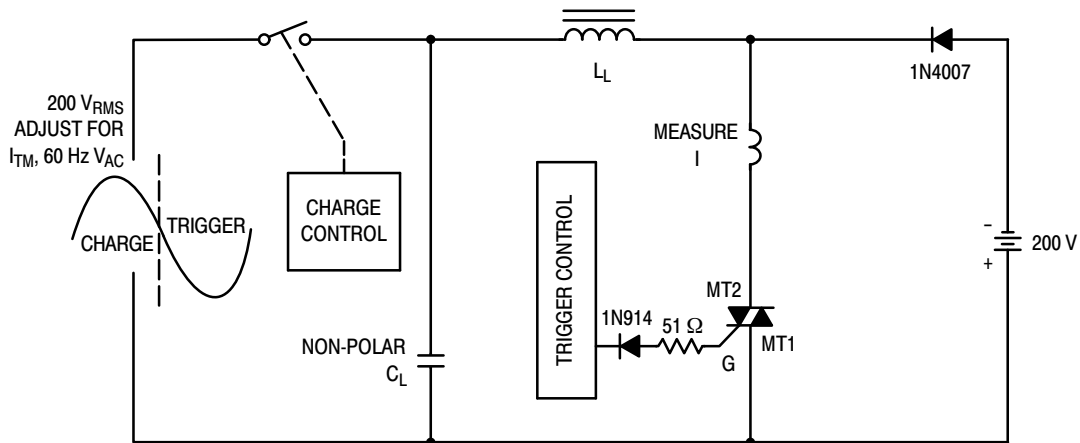 L_L
1N4007
200 V_RMS
ADJUST FOR
I_TM, 60 Hz V_AC
CHARGE
TRIGGER
CHARGE
CONTROL
NON-POLAR
C_L
MEASURE
I
TRIGGER CONTROL
1N914
51 Ω
G
MT2
MT1
–
+
200 V